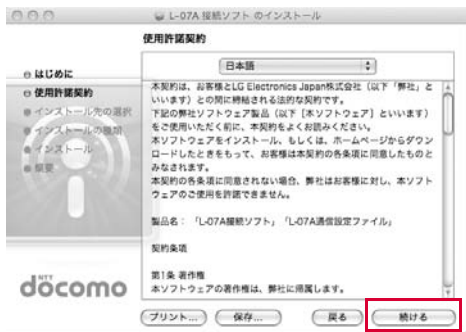 L-07A 接続ソフト のインストール
使用許諾契約
日本語
はじめに
使用許諾契約
インストール先の選択
インストールの種類
インストール
概要
本契約は、お客様とLG Electronics Japan株式会社（以下「弊社」と
いいます）との間に締結される法的な契約です。
下記の弊社ソフトウェア製品（以下［本ソフトウェア］といいます）
をご使用いただく前に、本契約をよくお読みください。
本ソフトウェアをインストール、もしくは、ホームページからダウン
ロードしたときをもって、お客様は本契約の各条項に同意したものと
みなされます。
本契約の各条項に同意されない場合、弊社はお客様に対し、本ソフト
ウェアのご使用を許諾できません。
製品名：「L-07A接続ソフト」「L-07A通信設定ファイル」
契約条項
第1条 著作権
本ソフトウェアの著作権は、弊社に帰属します。
NTT
docomo
プリント...
保存...
戻る
続ける